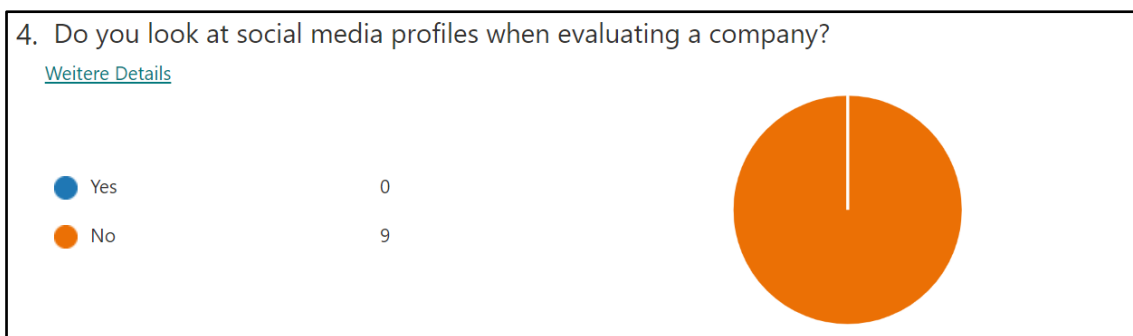 4. Do you look at social media profiles when evaluating a company?
Weitere Details
Yes 0
No 9